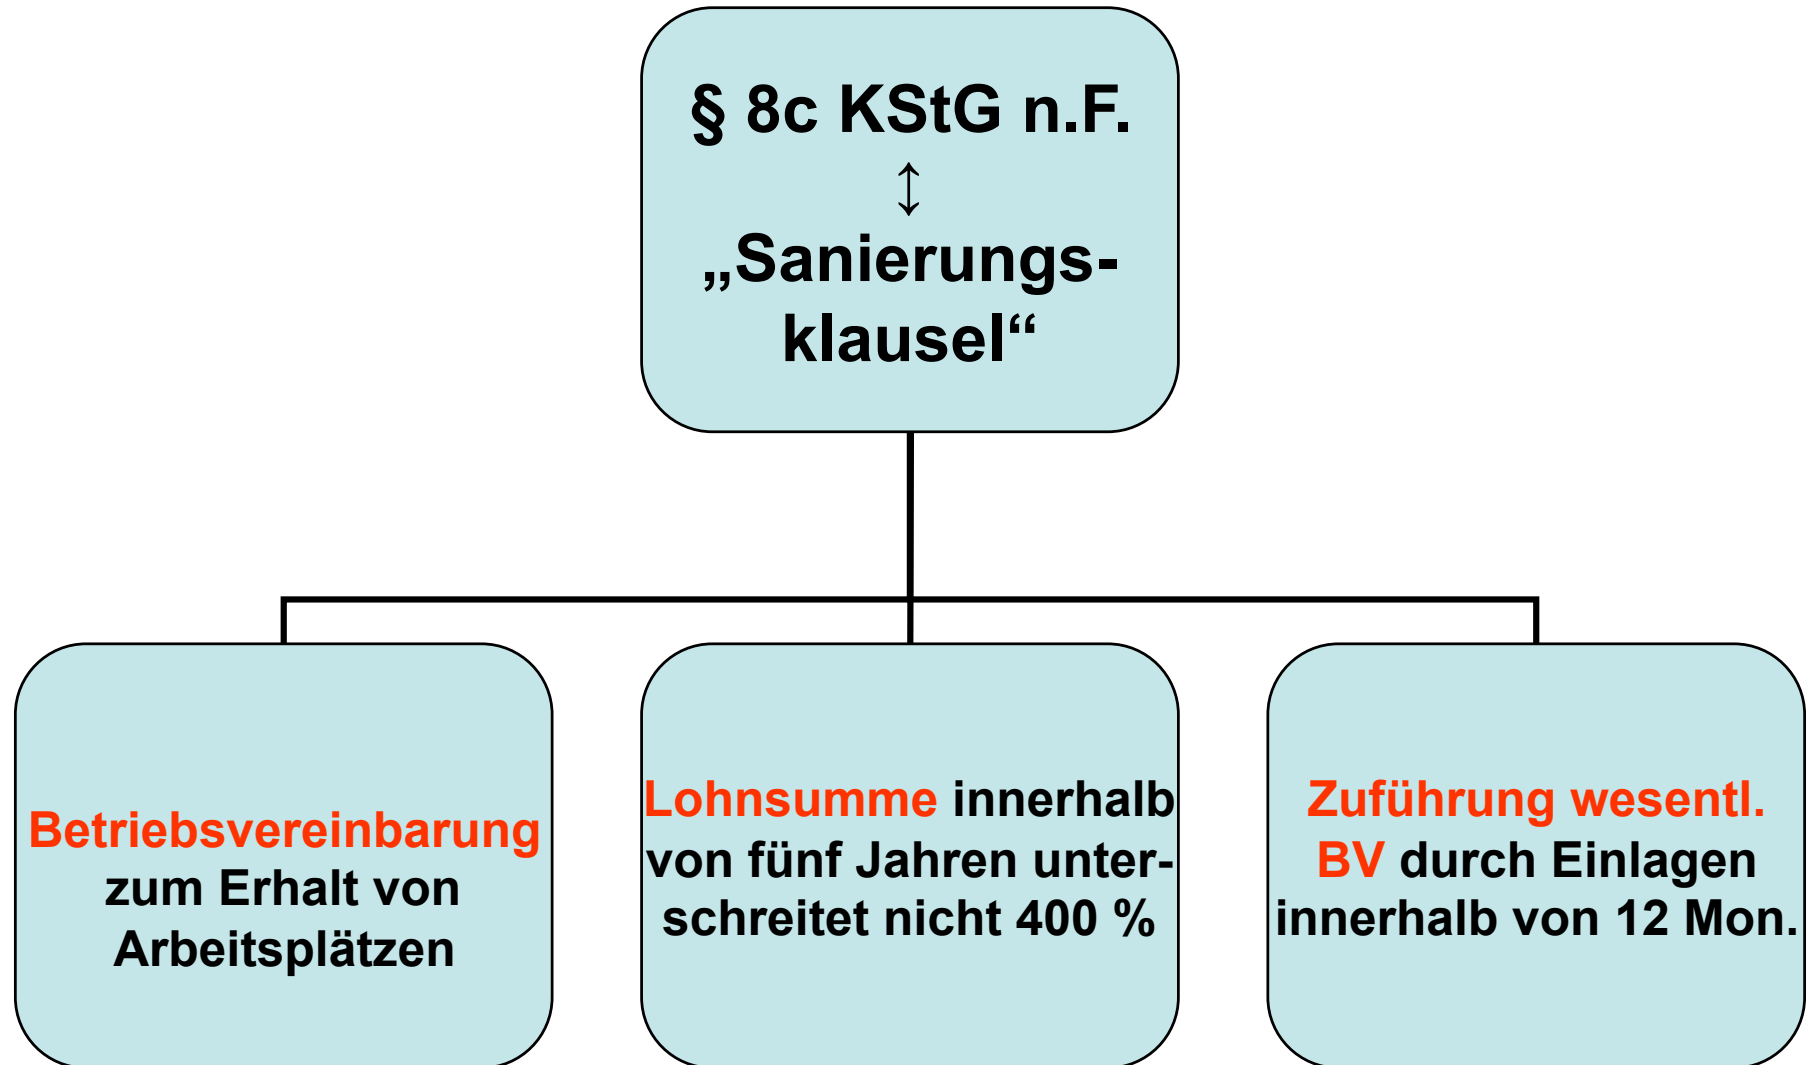 § 8c KStG n.F.
↕
„Sanierungs-
klausel“
Betriebsvereinbarung
zum Erhalt von
Arbeitsplätzen
Lohnsumme innerhalb
von fünf Jahren unter-
schreitet nicht 400 %
Zuführung wesentl.
BV durch Einlagen
innerhalb von 12 Mon.